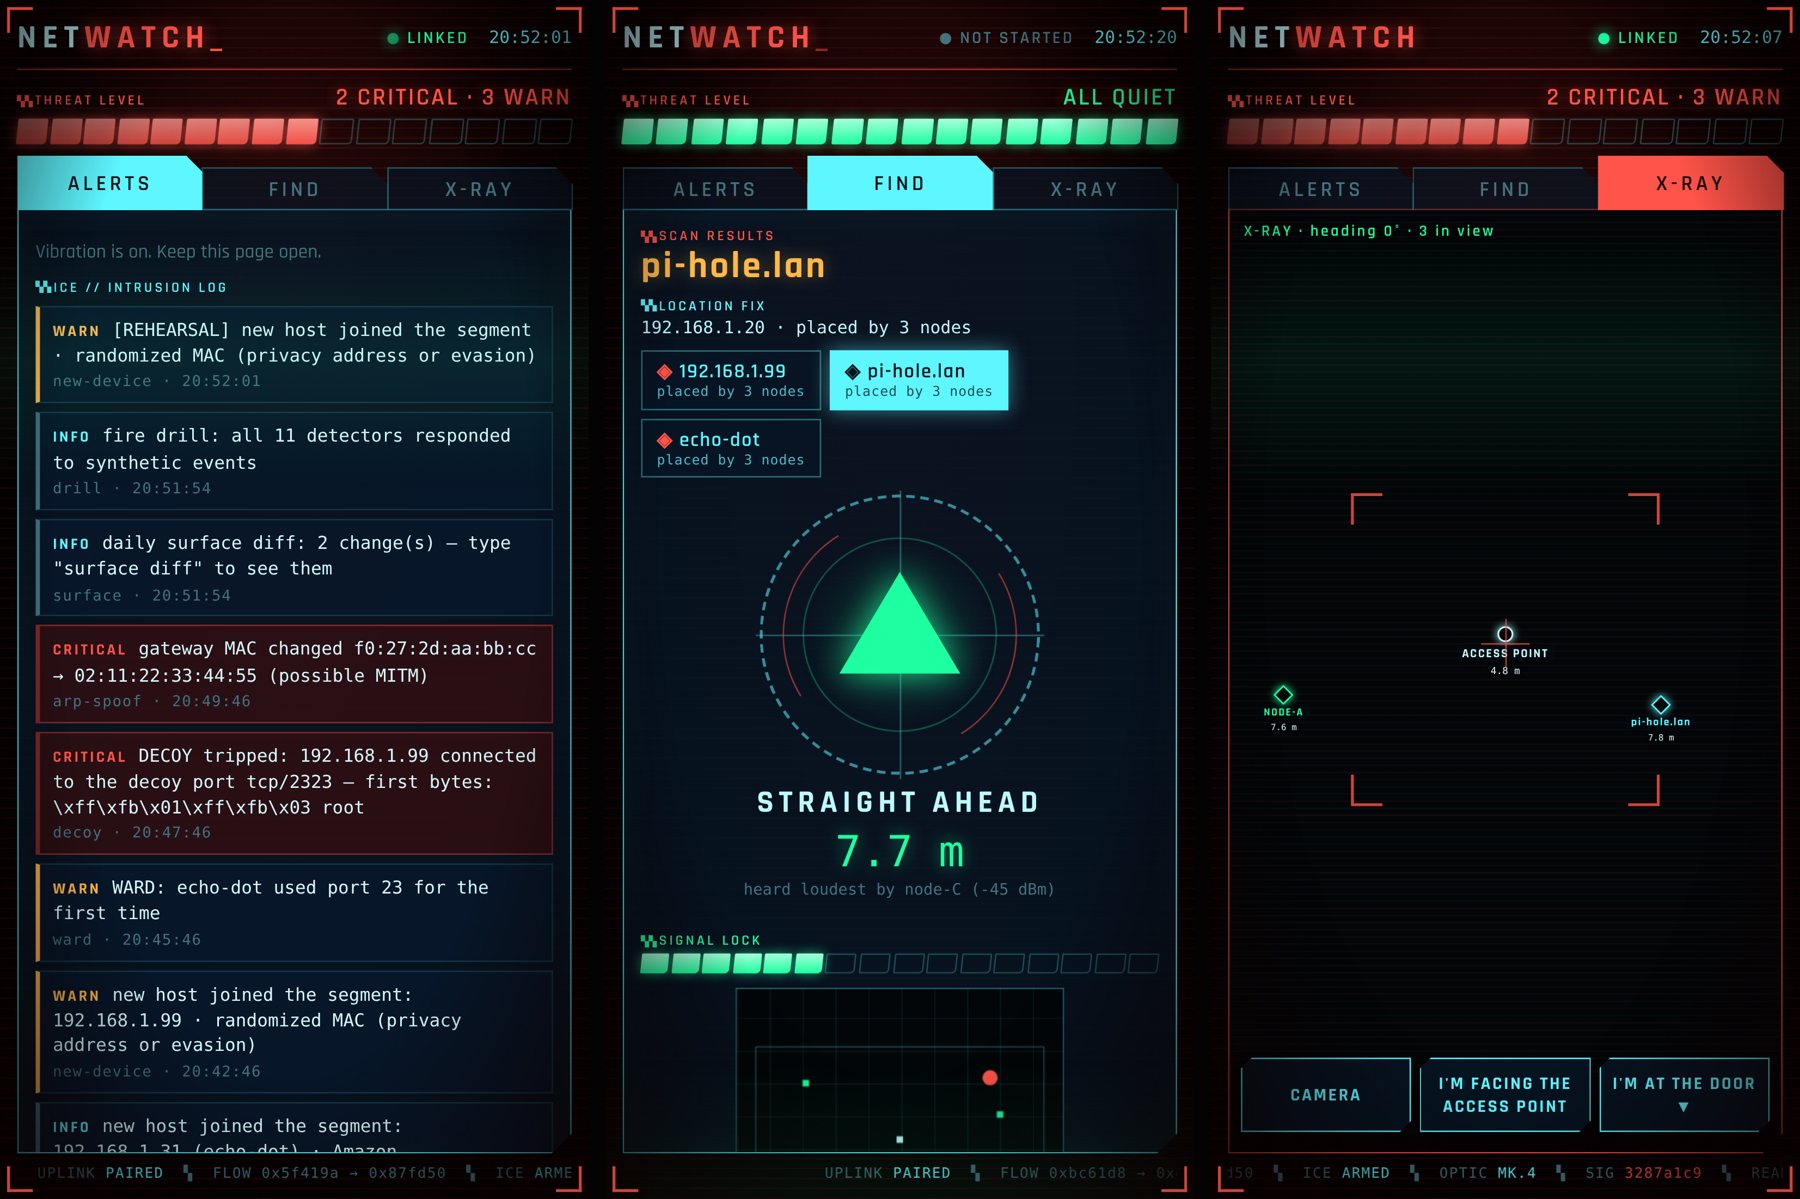 NETWATCH_
LINKED 20:52:01
THREAT LEVEL
2 CRITICAL · 3 WARN
ALERTS
FIND
X-RAY
Vibration is on. Keep this page open.
ICE // INTRUSION LOG
WARN [REHEARSAL] new host joined the segment
· randomized MAC (privacy address or evasion)
new-device · 20:52:01
INFO fire drill: all 11 detectors responded
to synthetic events
drill · 20:51:54
INFO daily surface diff: 2 change(s) — type
"surface diff" to see them
surface · 20:51:54
CRITICAL gateway MAC changed f0:27:2d:aa:bb:cc
→ 02:11:22:33:44:55 (possible MITM)
arp-spoof · 20:49:46
CRITICAL DECOY tripped: 192.168.1.99 connected
to the decoy port tcp/2323 — first bytes:
\xff\xfb\x01\xff\xfb\x03 root
decoy · 20:47:46
WARN WARD: echo-dot used port 23 for the
first time
ward · 20:45:46
WARN new host joined the segment:
192.168.1.99 · randomized MAC (privacy
address or evasion)
new-device · 20:42:46
INFO new host joined the segment:
192.168.1.31 (echo-dot) · Amazon
UPLINK PAIRED FLOW 0x5f419a → 0x87fd50 ICE ARME
NETWATCH_
NOT STARTED 20:52:20
THREAT LEVEL
ALL QUIET
ALERTS
FIND
X-RAY
SCAN RESULTS
pi-hole.lan
LOCATION FIX
192.168.1.20 · placed by 3 nodes
◈ 192.168.1.99
placed by 3 nodes
◈ pi-hole.lan
placed by 3 nodes
◈ echo-dot
placed by 3 nodes
STRAIGHT AHEAD
7.7 m
heard loudest by node-C (-45 dBm)
SIGNAL LOCK
UPLINK PAIRED FLOW 0xbc61d8 → 0x
NETWATCH
LINKED 20:52:07
THREAT LEVEL
2 CRITICAL · 3 WARN
ALERTS
FIND
X-RAY
X-RAY · heading 0° · 3 in view
ACCESS POINT
4.8 m
NODE-A
7.6 m
pi-hole.lan
7.8 m
CAMERA
I'M FACING THE
ACCESS POINT
I'M AT THE DOOR
▼
d50 ICE ARMED OPTIC MK.4 SIG 3287a1c9 REA